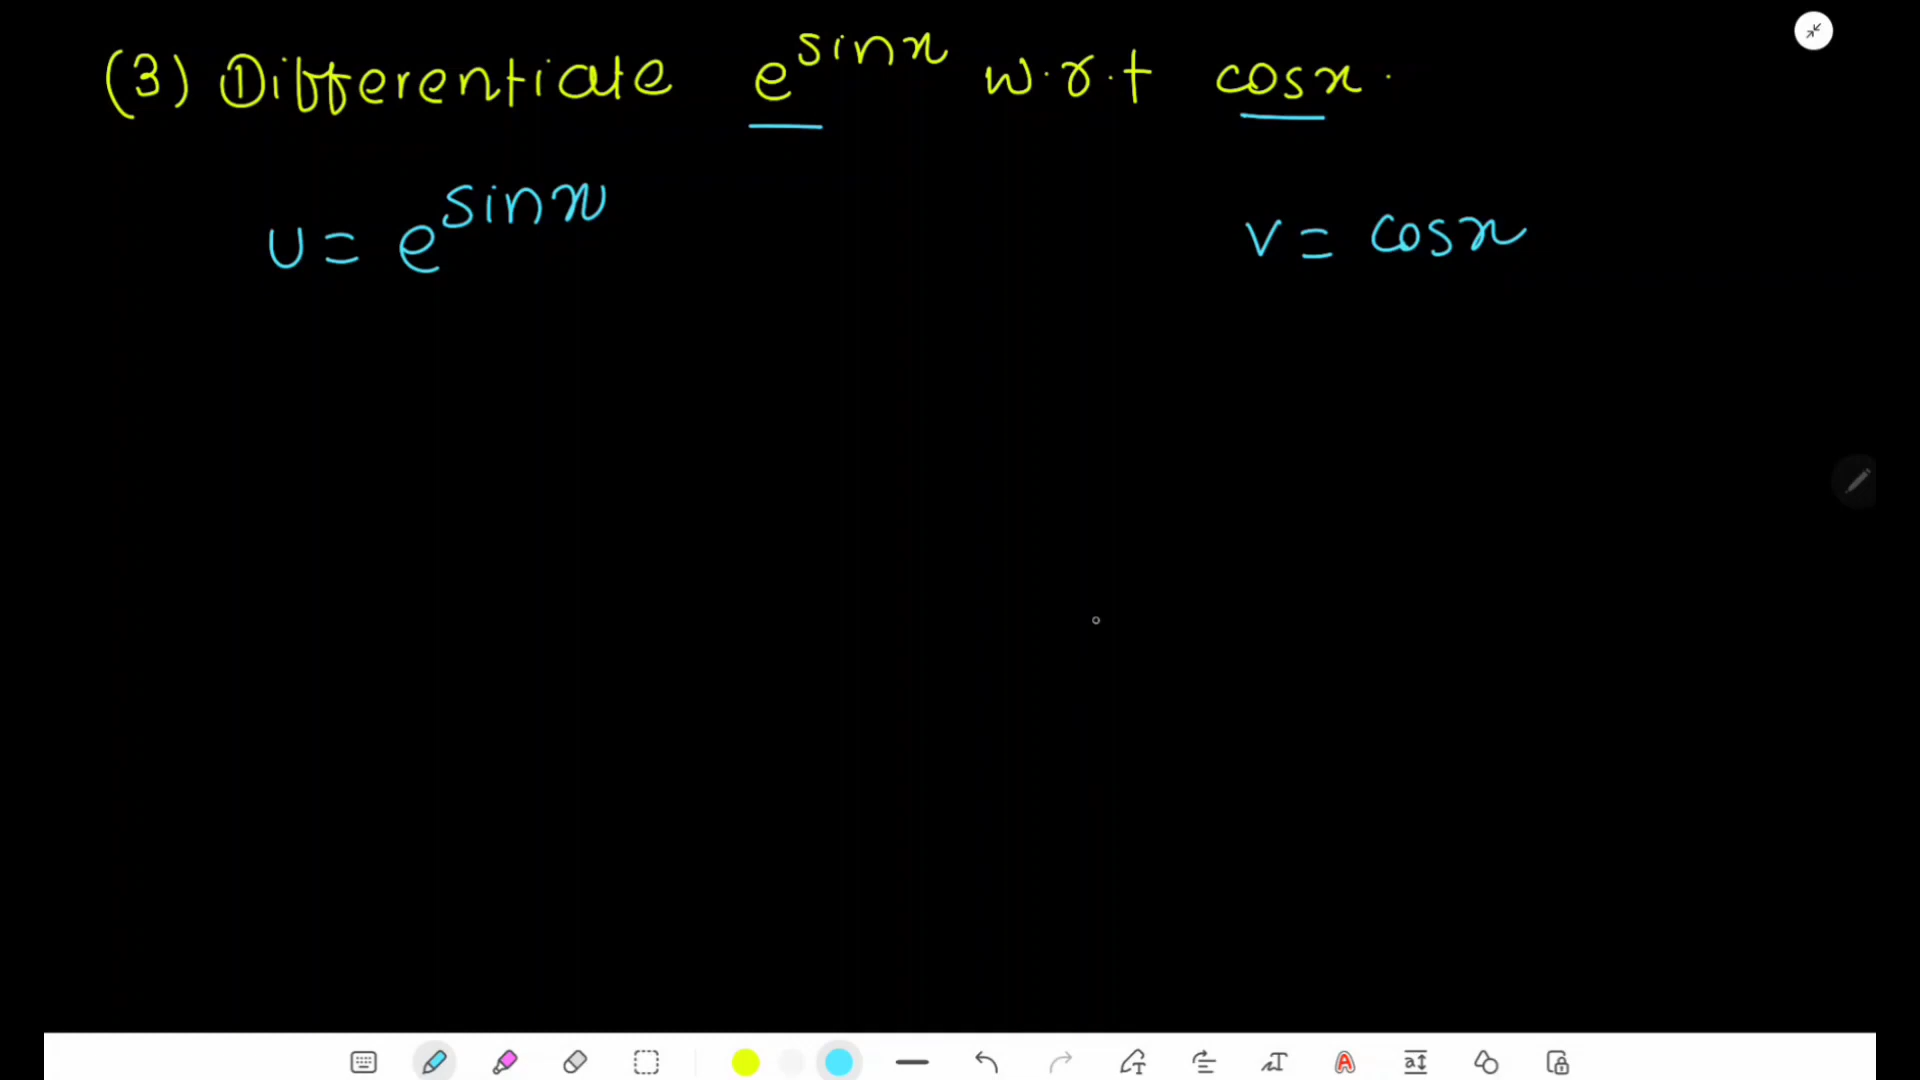 (3) Differentiate e^sinx w.r.t cosx.
u = e^sinx
v = cosx